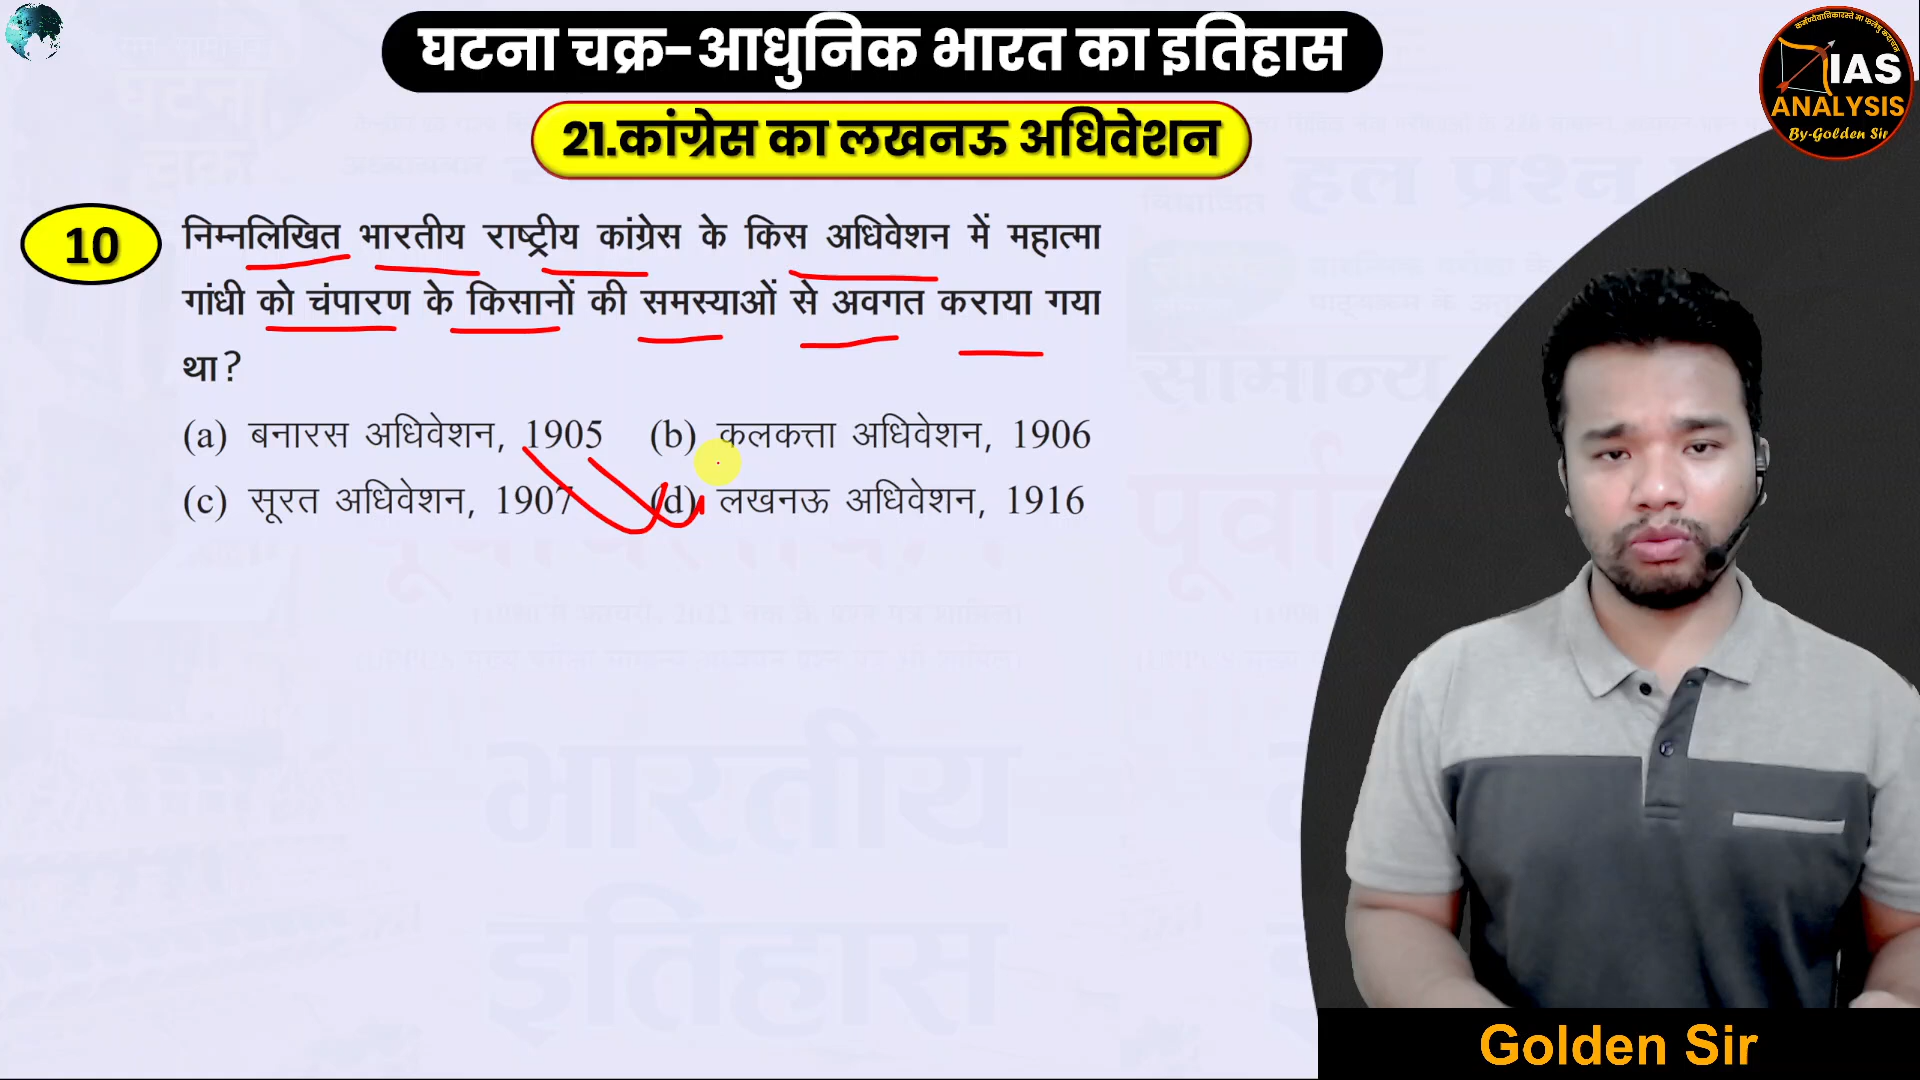 घटना चक्र-आधुनिक भारत का इतिहास
IAS
ANALYSIS
By-Golden Sir
21.कांग्रेस का लखनऊ अधिवेशन
10
निम्नलिखित भारतीय राष्ट्रीय कांग्रेस के किस अधिवेशन में महात्मा
गांधी को चंपारण के किसानों की समस्याओं से अवगत कराया गया
था?
(a) बनारस अधिवेशन, 1905 (b) कलकत्ता अधिवेशन, 1906
(c) सूरत अधिवेशन, 1907 (d) लखनऊ अधिवेशन, 1916
सामान्य
भारतीय
इतिहास
Golden Sir